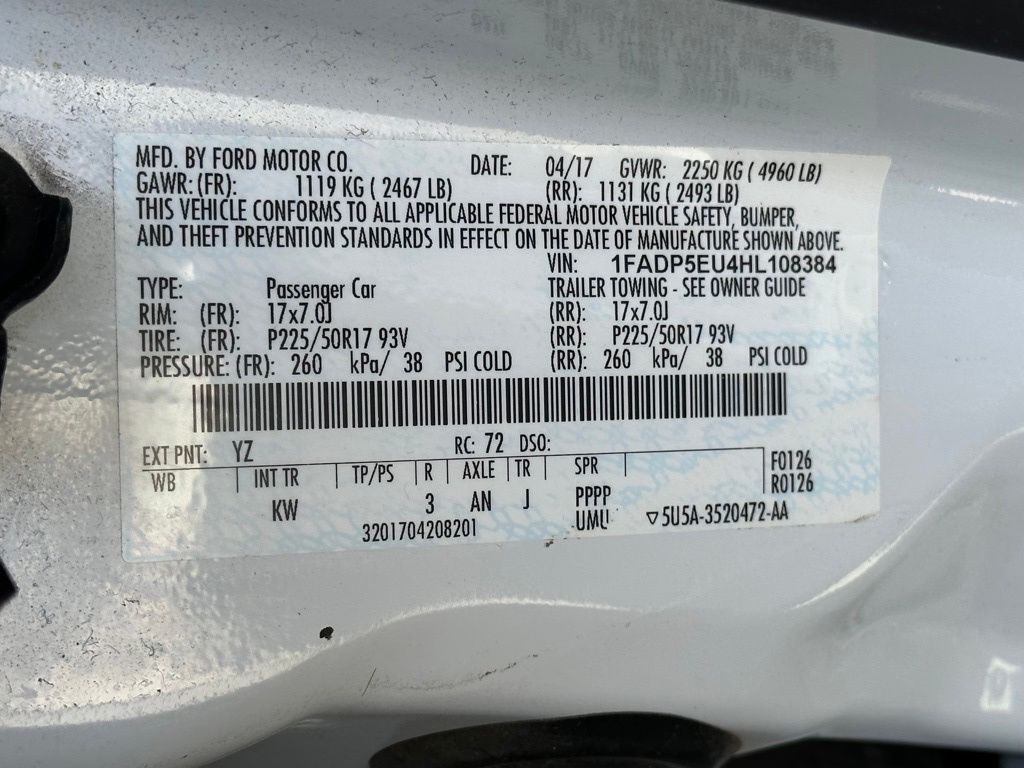 MFD. BY FORD MOTOR CO. DATE: 04/17 GVWR: 2250 KG ( 4960 LB)
GAWR: (FR): 1119 KG ( 2467 LB) (RR): 1131 KG ( 2493 LB)
THIS VEHICLE CONFORMS TO ALL APPLICABLE FEDERAL MOTOR VEHICLE SAFETY, BUMPER,
AND THEFT PREVENTION STANDARDS IN EFFECT ON THE DATE OF MANUFACTURE SHOWN ABOVE.
VIN: 1FADP5EU4HL108384
TYPE: Passenger Car TRAILER TOWING - SEE OWNER GUIDE
RIM: (FR): 17x7.0J (RR): 17x7.0J
TIRE: (FR): P225/50R17 93V (RR): P225/50R17 93V
PRESSURE: (FR): 260 kPa/ 38 PSI COLD (RR): 260 kPa/ 38 PSI COLD
EXT PNT: YZ RC: 72 DSO:
WB INT TR TP/PS R AXLE TR SPR F0126
R0126
KW 3 AN J PPPP
UMU ▽5U5A-3520472-AA
3201704208201